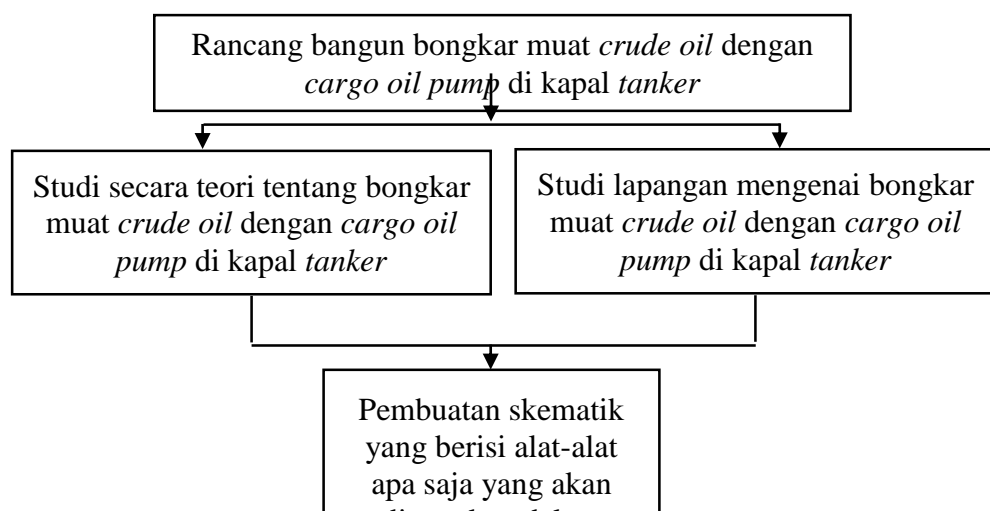 Rancang bangun bongkar muat crude oil dengan
cargo oil pump di kapal tanker
Studi secara teori tentang bongkar
muat crude oil dengan cargo oil
pump di kapal tanker
Studi lapangan mengenai bongkar
muat crude oil dengan cargo oil
pump di kapal tanker
Pembuatan skematik
yang berisi alat-alat
apa saja yang akan